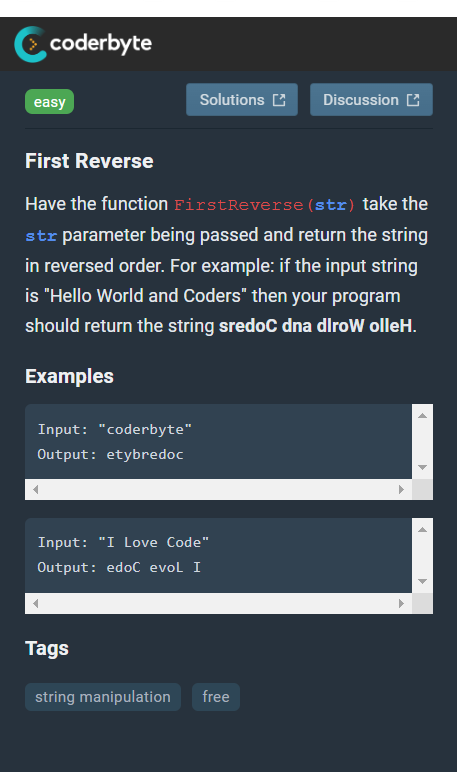 coderbyte
easy
Solutions
Discussion
First Reverse
Have the function FirstReverse(str) take the
str parameter being passed and return the string
in reversed order. For example: if the input string
is "Hello World and Coders" then your program
should return the string sredoC dna dlroW olleH.
Examples
Input: "coderbyte"
Output: etybredoc
Input: "I Love Code"
Output: edoC evoL I
Tags
string manipulation
free